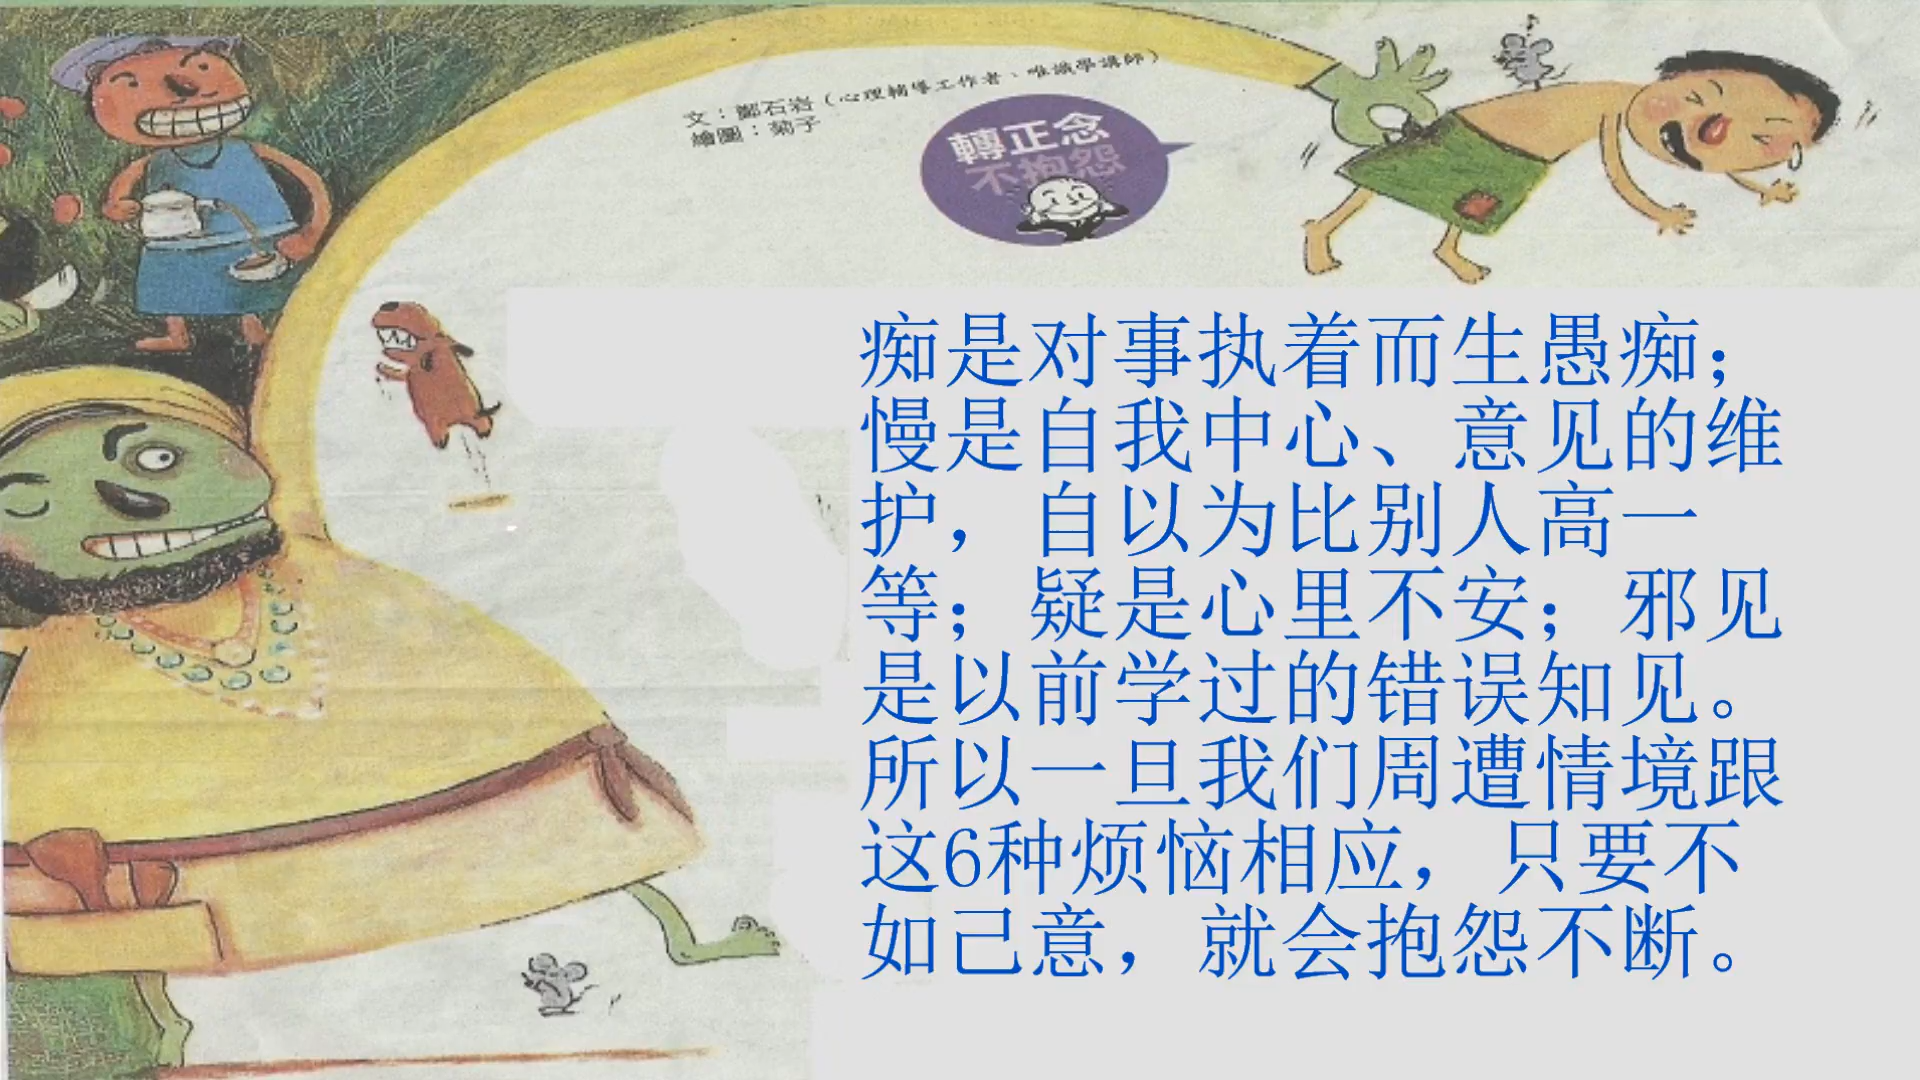 文：鄭石岩（心理輔導工作者、唯識學講師）
繪圖：菊子
轉正念
不抱怨
痴是对事执着而生愚痴；
慢是自我中心、意见的维
护，自以为比别人高一
等；疑是心里不安；邪见
是以前学过的错误知见。
所以一旦我们周遭情境跟
这6种烦恼相应，只要不
如己意，就会抱怨不断。